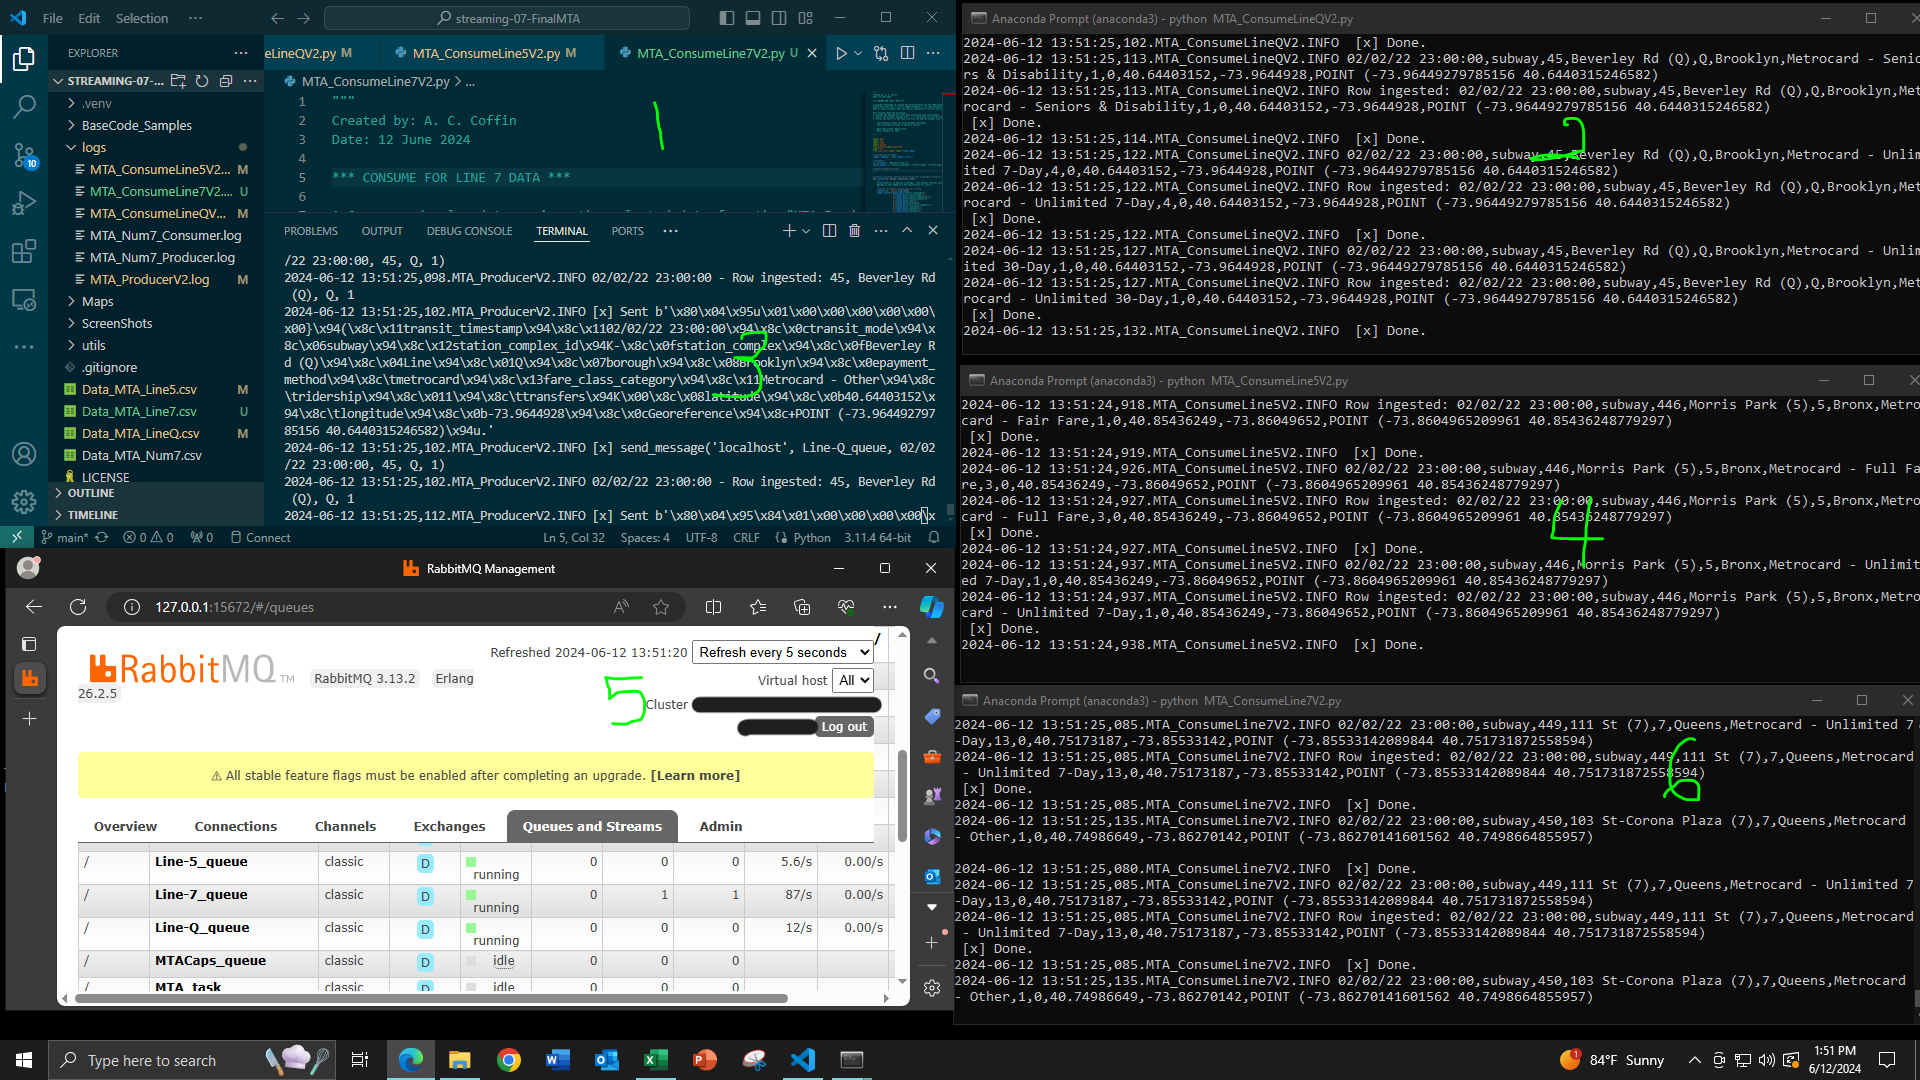 File Edit Selection ··· streaming-07-FinalMTA
EXPLORER ···
STREAMING-07-... ···
.venv
BaseCode_Samples
logs
MTA_ConsumeLine5V2... M
MTA_ConsumeLine7V2.... U
MTA_ConsumeLineQV... M
MTA_Num7_Consumer.log
MTA_Num7_Producer.log
MTA_ProducerV2.log M
Maps
ScreenShots
utils
.gitignore
Data_MTA_Line5.csv M
Data_MTA_Line7.csv U
Data_MTA_LineQ.csv M
Data_MTA_Num7.csv
LICENSE
OUTLINE
TIMELINE
10
eLineQV2.py M MTA_ConsumeLine5V2.py M MTA_ConsumeLine7V2.py U
MTA_ConsumeLine7V2.py > ...
1 """
2 Created by: A. C. Coffin
3 Date: 12 June 2024
4
5 *** CONSUME FOR LINE 7 DATA ***
6
1
PROBLEMS OUTPUT DEBUG CONSOLE TERMINAL PORTS ···
/22 23:00:00, 45, Q, 1)
2024-06-12 13:51:25,098.MTA_ProducerV2.INFO 02/02/22 23:00:00 - Row ingested: 45, Beverley Rd
(Q), Q, 1
2024-06-12 13:51:25,102.MTA_ProducerV2.INFO [x] Sent b'\x80\x04\x95u\x01\x00\x00\x00\x00\x00\
x00}\x94(\x8c\x11transit_timestamp\x94\x8c\x1102/02/22 23:00:00\x94\x8c\x0ctransit_mode\x94\x
8c\x06subway\x94\x8c\x12station_complex_id\x94K-\x8c\x0fstation_complex\x94\x8c\x0fBeverley R
d (Q)\x94\x8c\x04Line\x94\x8c\x01Q\x94\x8c\x07borough\x94\x8c\x08Brooklyn\x94\x8c\x0epayment_
method\x94\x8c\tmetrocard\x94\x8c\x13fare_class_category\x94\x8c\x11Metrocard - Other\x94\x8c
\tridership\x94\x8c\x011\x94\x8c\ttransfers\x94K\x00\x8c\x08latitude\x94\x8c\x0b40.64403152\x
94\x8c\tlongitude\x94\x8c\x0b-73.9644928\x94\x8c\x0cGeoreference\x94\x8c+POINT (-73.964492797
85156 40.6440315246582)\x94u.'
2024-06-12 13:51:25,102.MTA_ProducerV2.INFO [x] send_message('localhost', Line-Q_queue, 02/02
/22 23:00:00, 45, Q, 1)
2024-06-12 13:51:25,102.MTA_ProducerV2.INFO 02/02/22 23:00:00 - Row ingested: 45, Beverley Rd
(Q), Q, 1
2024-06-12 13:51:25,112.MTA_ProducerV2.INFO [x] Sent b'\x80\x04\x95\x84\x01\x00\x00\x00\x00\x
3
main* 0 0 0 Connect Ln 5, Col 32 Spaces: 4 UTF-8 CRLF Python 3.11.4 64-bit
RabbitMQ Management
127.0.0.1:15672/#/queues
RabbitMQ TM RabbitMQ 3.13.2 Erlang
26.2.5
Refreshed 2024-06-12 13:51:20 Refresh every 5 seconds /
Virtual host All
5
Cluster
Log out
⚠ All stable feature flags must be enabled after completing an upgrade. [Learn more]
Overview Connections Channels Exchanges Queues and Streams Admin
/ Line-5_queue classic D running 0 0 0 5.6/s 0.00/s
/ Line-7_queue classic D running 0 1 1 87/s 0.00/s
/ Line-Q_queue classic D running 0 0 0 12/s 0.00/s
/ MTACaps_queue classic D idle 0 0 0
/ MTA_task classic D idle 0 0 0
Anaconda Prompt (anaconda3) - python MTA_ConsumeLineQV2.py
2024-06-12 13:51:25,102.MTA_ConsumeLineQV2.INFO [x] Done.
2024-06-12 13:51:25,113.MTA_ConsumeLineQV2.INFO 02/02/22 23:00:00,subway,45,Beverley Rd (Q),Q,Brooklyn,Metrocard - Senio
rs & Disability,1,0,40.64403152,-73.9644928,POINT (-73.96449279785156 40.6440315246582)
2024-06-12 13:51:25,113.MTA_ConsumeLineQV2.INFO Row ingested: 02/02/22 23:00:00,subway,45,Beverley Rd (Q),Q,Brooklyn,Met
rocard - Seniors & Disability,1,0,40.64403152,-73.9644928,POINT (-73.96449279785156 40.6440315246582)
[x] Done.
2024-06-12 13:51:25,114.MTA_ConsumeLineQV2.INFO [x] Done.
2024-06-12 13:51:25,122.MTA_ConsumeLineQV2.INFO 02/02/22 23:00:00,subway,45,Beverley Rd (Q),Q,Brooklyn,Metrocard - Unlim
ited 7-Day,4,0,40.64403152,-73.9644928,POINT (-73.96449279785156 40.6440315246582)
2024-06-12 13:51:25,122.MTA_ConsumeLineQV2.INFO Row ingested: 02/02/22 23:00:00,subway,45,Beverley Rd (Q),Q,Brooklyn,Met
rocard - Unlimited 7-Day,4,0,40.64403152,-73.9644928,POINT (-73.96449279785156 40.6440315246582)
[x] Done.
2024-06-12 13:51:25,122.MTA_ConsumeLineQV2.INFO [x] Done.
2024-06-12 13:51:25,127.MTA_ConsumeLineQV2.INFO 02/02/22 23:00:00,subway,45,Beverley Rd (Q),Q,Brooklyn,Metrocard - Unlim
ited 30-Day,1,0,40.64403152,-73.9644928,POINT (-73.96449279785156 40.6440315246582)
2024-06-12 13:51:25,127.MTA_ConsumeLineQV2.INFO Row ingested: 02/02/22 23:00:00,subway,45,Beverley Rd (Q),Q,Brooklyn,Met
rocard - Unlimited 30-Day,1,0,40.64403152,-73.9644928,POINT (-73.96449279785156 40.6440315246582)
[x] Done.
2024-06-12 13:51:25,132.MTA_ConsumeLineQV2.INFO [x] Done.
2
Anaconda Prompt (anaconda3) - python MTA_ConsumeLine5V2.py
2024-06-12 13:51:24,918.MTA_ConsumeLine5V2.INFO Row ingested: 02/02/22 23:00:00,subway,446,Morris Park (5),5,Bronx,Metro
card - Fair Fare,1,0,40.85436249,-73.86049652,POINT (-73.8604965209961 40.85436248779297)
[x] Done.
2024-06-12 13:51:24,919.MTA_ConsumeLine5V2.INFO [x] Done.
2024-06-12 13:51:24,926.MTA_ConsumeLine5V2.INFO 02/02/22 23:00:00,subway,446,Morris Park (5),5,Bronx,Metrocard - Full Fa
re,3,0,40.85436249,-73.86049652,POINT (-73.8604965209961 40.85436248779297)
2024-06-12 13:51:24,927.MTA_ConsumeLine5V2.INFO Row ingested: 02/02/22 23:00:00,subway,446,Morris Park (5),5,Bronx,Metro
card - Full Fare,3,0,40.85436249,-73.86049652,POINT (-73.8604965209961 40.85436248779297)
[x] Done.
2024-06-12 13:51:24,927.MTA_ConsumeLine5V2.INFO [x] Done.
2024-06-12 13:51:24,937.MTA_ConsumeLine5V2.INFO 02/02/22 23:00:00,subway,446,Morris Park (5),5,Bronx,Metrocard - Unlimit
ed 7-Day,1,0,40.85436249,-73.86049652,POINT (-73.8604965209961 40.85436248779297)
2024-06-12 13:51:24,937.MTA_ConsumeLine5V2.INFO Row ingested: 02/02/22 23:00:00,subway,446,Morris Park (5),5,Bronx,Metro
card - Unlimited 7-Day,1,0,40.85436249,-73.86049652,POINT (-73.8604965209961 40.85436248779297)
[x] Done.
2024-06-12 13:51:24,938.MTA_ConsumeLine5V2.INFO [x] Done.
4
Anaconda Prompt (anaconda3) - python MTA_ConsumeLine7V2.py
2024-06-12 13:51:25,085.MTA_ConsumeLine7V2.INFO 02/02/22 23:00:00,subway,449,111 St (7),7,Queens,Metrocard - Unlimited 7
-Day,13,0,40.75173187,-73.85533142,POINT (-73.85533142089844 40.751731872558594)
2024-06-12 13:51:25,085.MTA_ConsumeLine7V2.INFO Row ingested: 02/02/22 23:00:00,subway,449,111 St (7),7,Queens,Metrocard
- Unlimited 7-Day,13,0,40.75173187,-73.85533142,POINT (-73.85533142089844 40.751731872558594)
[x] Done.
2024-06-12 13:51:25,085.MTA_ConsumeLine7V2.INFO [x] Done.
2024-06-12 13:51:25,135.MTA_ConsumeLine7V2.INFO 02/02/22 23:00:00,subway,450,103 St-Corona Plaza (7),7,Queens,Metrocard
- Other,1,0,40.74986649,-73.86270142,POINT (-73.86270141601562 40.7498664855957)
2024-06-12 13:51:25,080.MTA_ConsumeLine7V2.INFO [x] Done.
2024-06-12 13:51:25,085.MTA_ConsumeLine7V2.INFO 02/02/22 23:00:00,subway,449,111 St (7),7,Queens,Metrocard - Unlimited 7
-Day,13,0,40.75173187,-73.85533142,POINT (-73.85533142089844 40.751731872558594)
2024-06-12 13:51:25,085.MTA_ConsumeLine7V2.INFO Row ingested: 02/02/22 23:00:00,subway,449,111 St (7),7,Queens,Metrocard
- Unlimited 7-Day,13,0,40.75173187,-73.85533142,POINT (-73.85533142089844 40.751731872558594)
[x] Done.
2024-06-12 13:51:25,085.MTA_ConsumeLine7V2.INFO [x] Done.
2024-06-12 13:51:25,135.MTA_ConsumeLine7V2.INFO 02/02/22 23:00:00,subway,450,103 St-Corona Plaza (7),7,Queens,Metrocard
- Other,1,0,40.74986649,-73.86270142,POINT (-73.86270141601562 40.7498664855957)
6
Type here to search 1 84°F Sunny 1:51 PM
6/12/2024